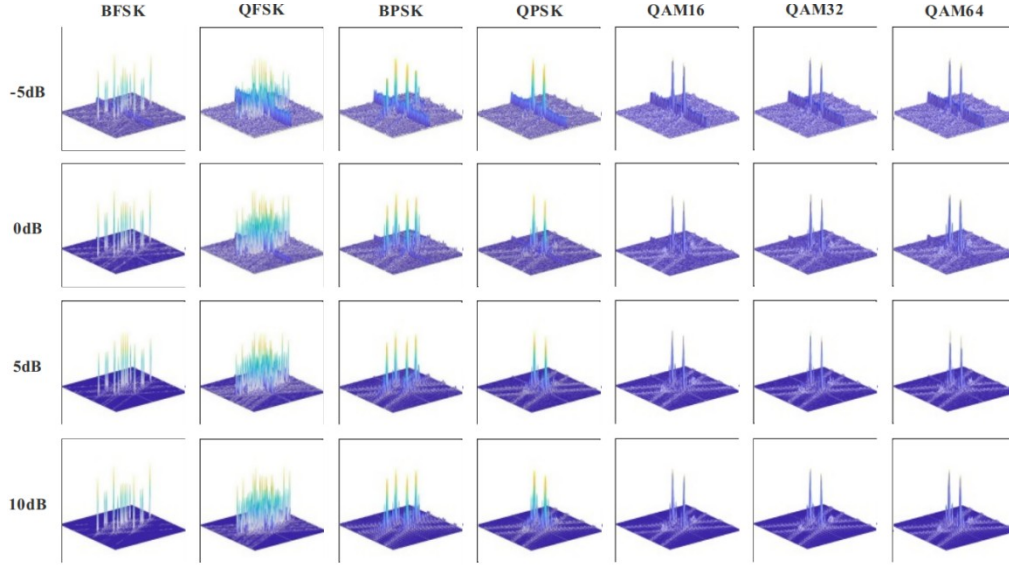 BFSK QFSK BPSK QPSK QAM16 QAM32 QAM64
-5dB
0dB
5dB
10dB